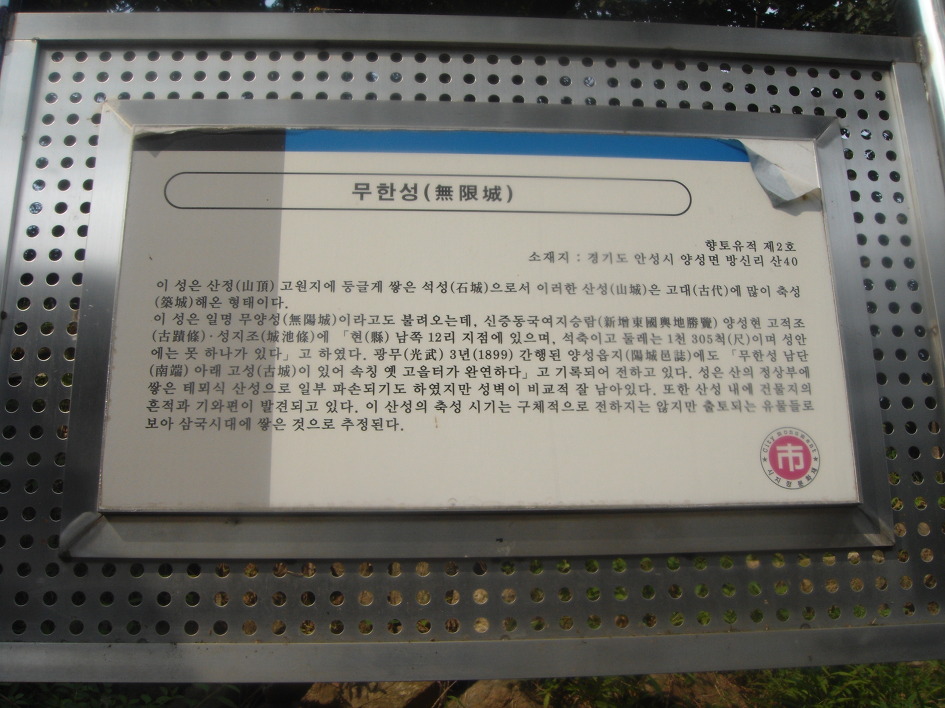 무한성(無限城)
향토유적 제2호
소재지 : 경기도 안성시 양성면 방신리 산40
이 성은 산정(山頂) 고원지에 둥글게 쌓은 석성(石城)으로서 이러한 산성(山城)은 고대(古代)에 많이 축성
(築城)해온 형태이다.
이 성은 일명 무양성(無陽城)이라고도 불려오는데, 신증동국여지승람(新增東國輿地勝覽) 양성현 고적조
(古蹟條)·성지조(城池條)에 「현(縣) 남쪽 12리 지점에 있으며, 석축이고 둘레는 1천 305척(尺)이며 성안
에는 못 하나가 있다」고 하였다. 광무(光武) 3년(1899) 간행된 양성읍지(陽城邑誌)에도 「무한성 남단
(南端) 아래 고성(古城)이 있어 속칭 옛 고을터가 완연하다」고 기록되어 전하고 있다. 성은 산의 정상부에
쌓은 테뫼식 산성으로 일부 파손되기도 하였지만 성벽이 비교적 잘 남아있다. 또한 산성 내에 건물지의
흔적과 기와편이 발견되고 있다. 이 산성의 축성 시기는 구체적으로 전하지는 않지만 출토되는 유물들로
보아 삼국시대에 쌓은 것으로 추정된다.
City monument
市
시지정문화재